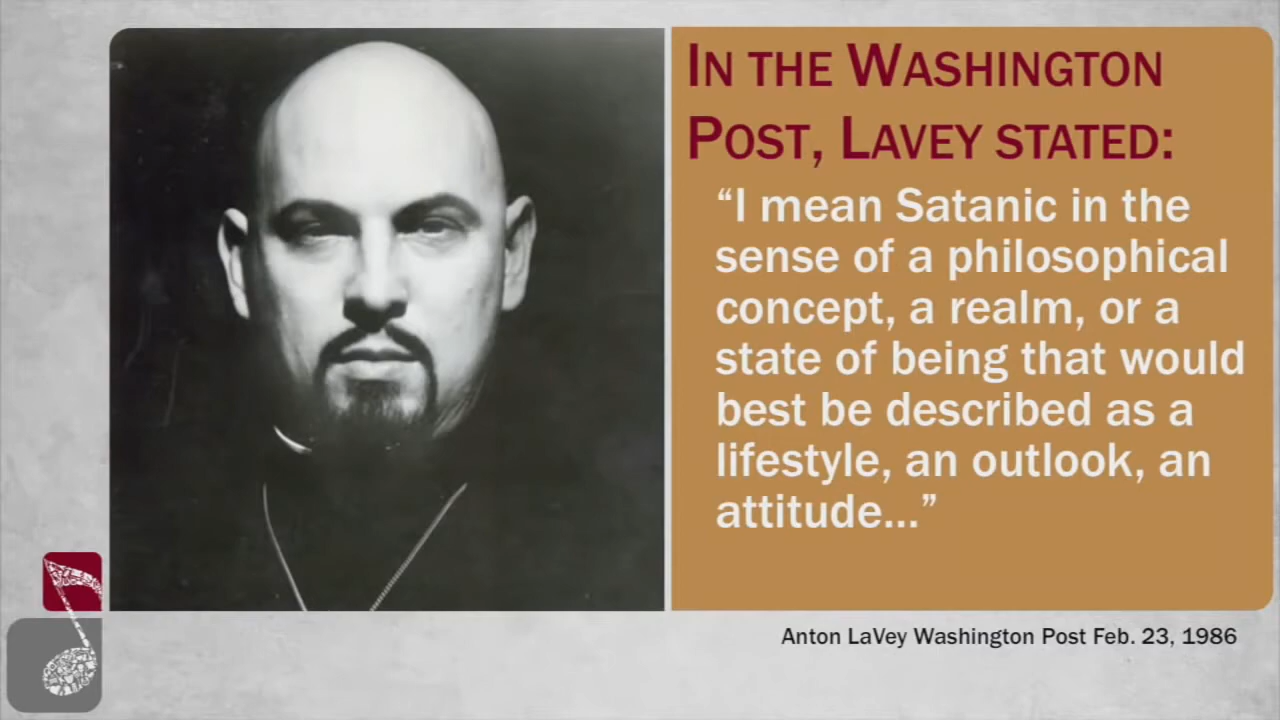 IN THE WASHINGTON
POST, LAVEY STATED:
“I mean Satanic in the
sense of a philosophical
concept, a realm, or a
state of being that would
best be described as a
lifestyle, an outlook, an
attitude...”
Anton LaVey Washington Post Feb. 23, 1986